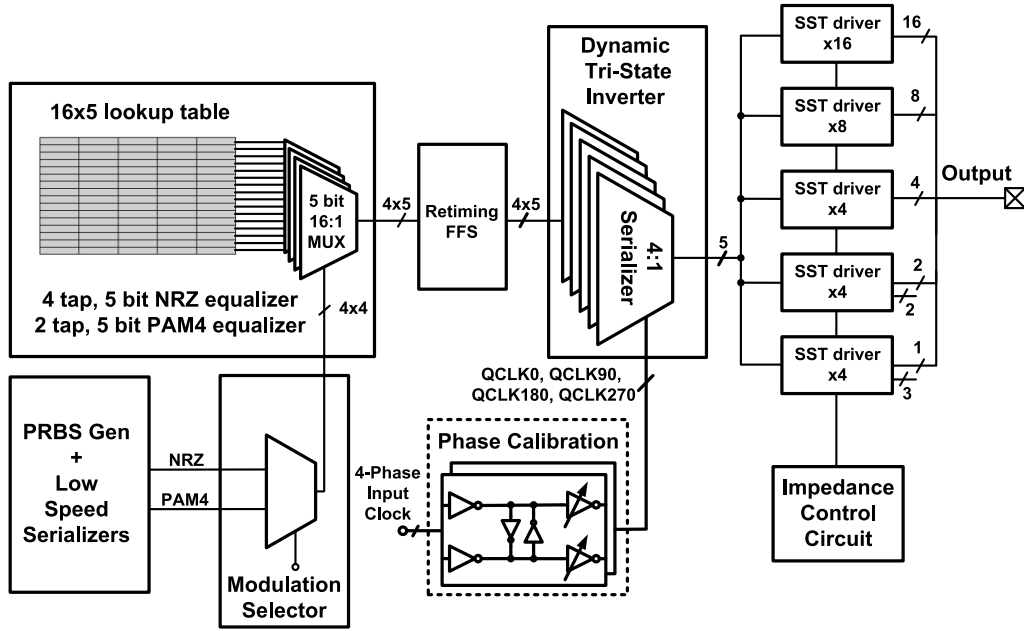 16x5 lookup table
5 bit
16:1
MUX
4 tap, 5 bit NRZ equalizer
2 tap, 5 bit PAM4 equalizer
4x5
Retiming
FFS
4x5
4x4
Dynamic
Tri-State
Inverter
4:1
Serializer
5
SST driver
x16
16
SST driver
x8
8
SST driver
x4
4
SST driver
x4
2
2
SST driver
x4
1
3
Output
PRBS Gen
+
Low
Speed
Serializers
NRZ
PAM4
Modulation
Selector
QCLK0, QCLK90,
QCLK180, QCLK270
Phase Calibration
4-Phase
Input
Clock
Impedance
Control
Circuit